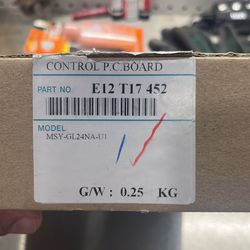 CONTROL P.C.BOARD
PART NO. E12 T17 452
MODEL
MSY-GL24NA-U1
G/W : 0.25 KG